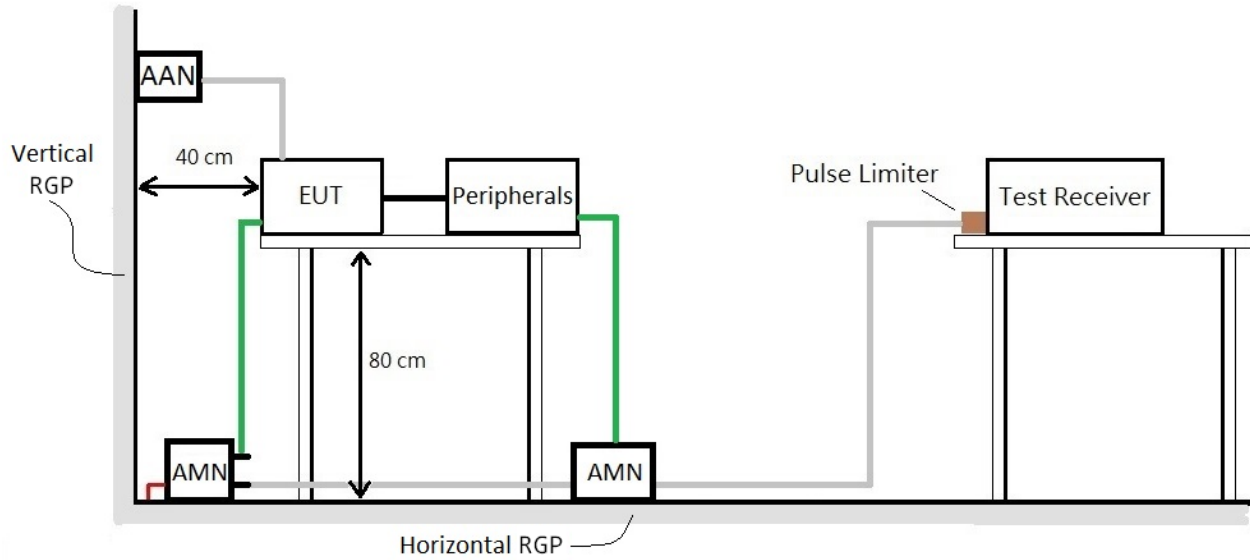 AAN
Vertical
RGP
40 cm
EUT
Peripherals
Pulse Limiter
Test Receiver
80 cm
AMN
AMN
Horizontal RGP